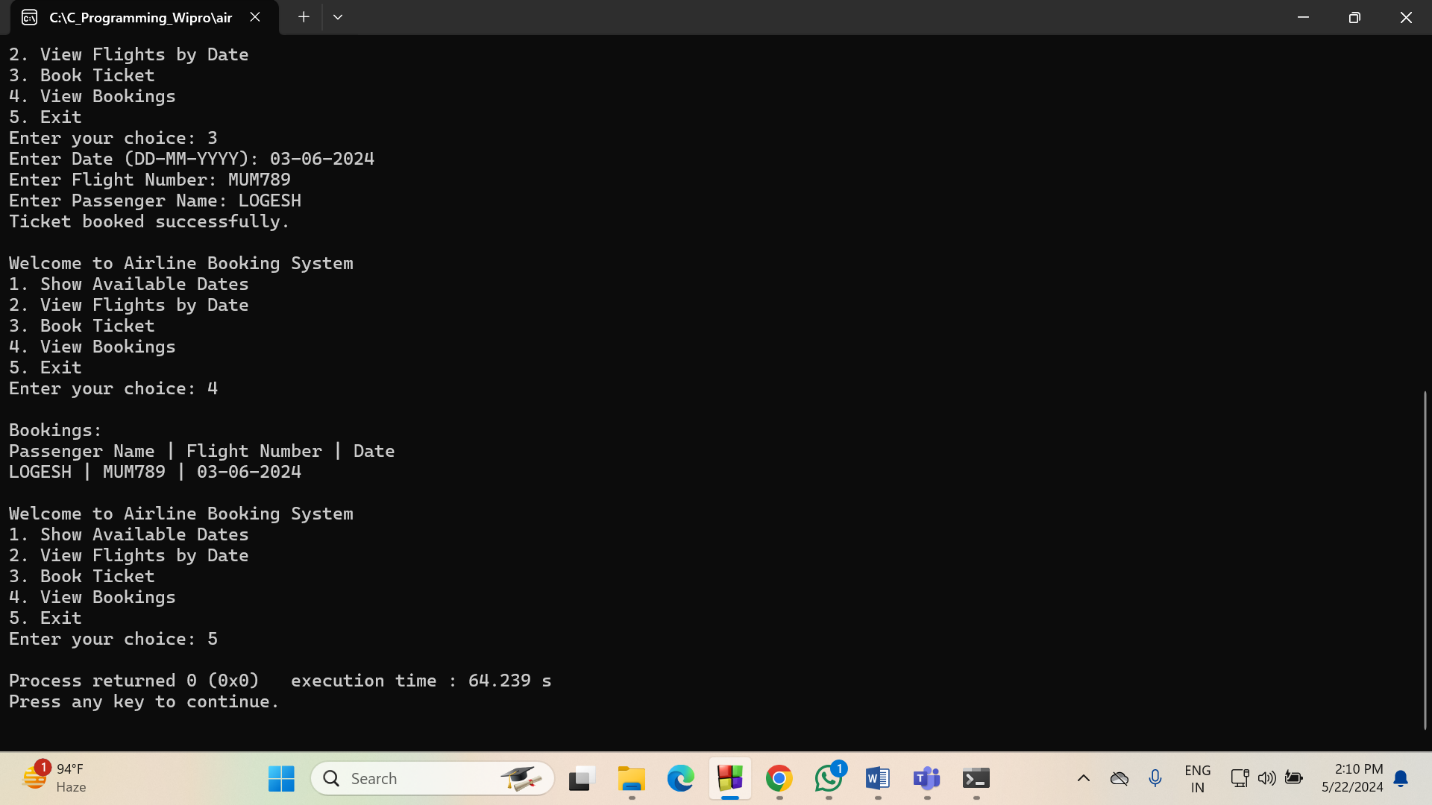 C:\C_Programming_Wipro\air
2. View Flights by Date
3. Book Ticket
4. View Bookings
5. Exit
Enter your choice: 3
Enter Date (DD-MM-YYYY): 03-06-2024
Enter Flight Number: MUM789
Enter Passenger Name: LOGESH
Ticket booked successfully.
Welcome to Airline Booking System
1. Show Available Dates
2. View Flights by Date
3. Book Ticket
4. View Bookings
5. Exit
Enter your choice: 4
Bookings:
Passenger Name | Flight Number | Date
LOGESH | MUM789 | 03-06-2024
Welcome to Airline Booking System
1. Show Available Dates
2. View Flights by Date
3. Book Ticket
4. View Bookings
5. Exit
Enter your choice: 5
Process returned 0 (0x0)   execution time : 64.239 s
Press any key to continue.
1
94°F
Haze
Search
1
ENG
IN
2:10 PM
5/22/2024